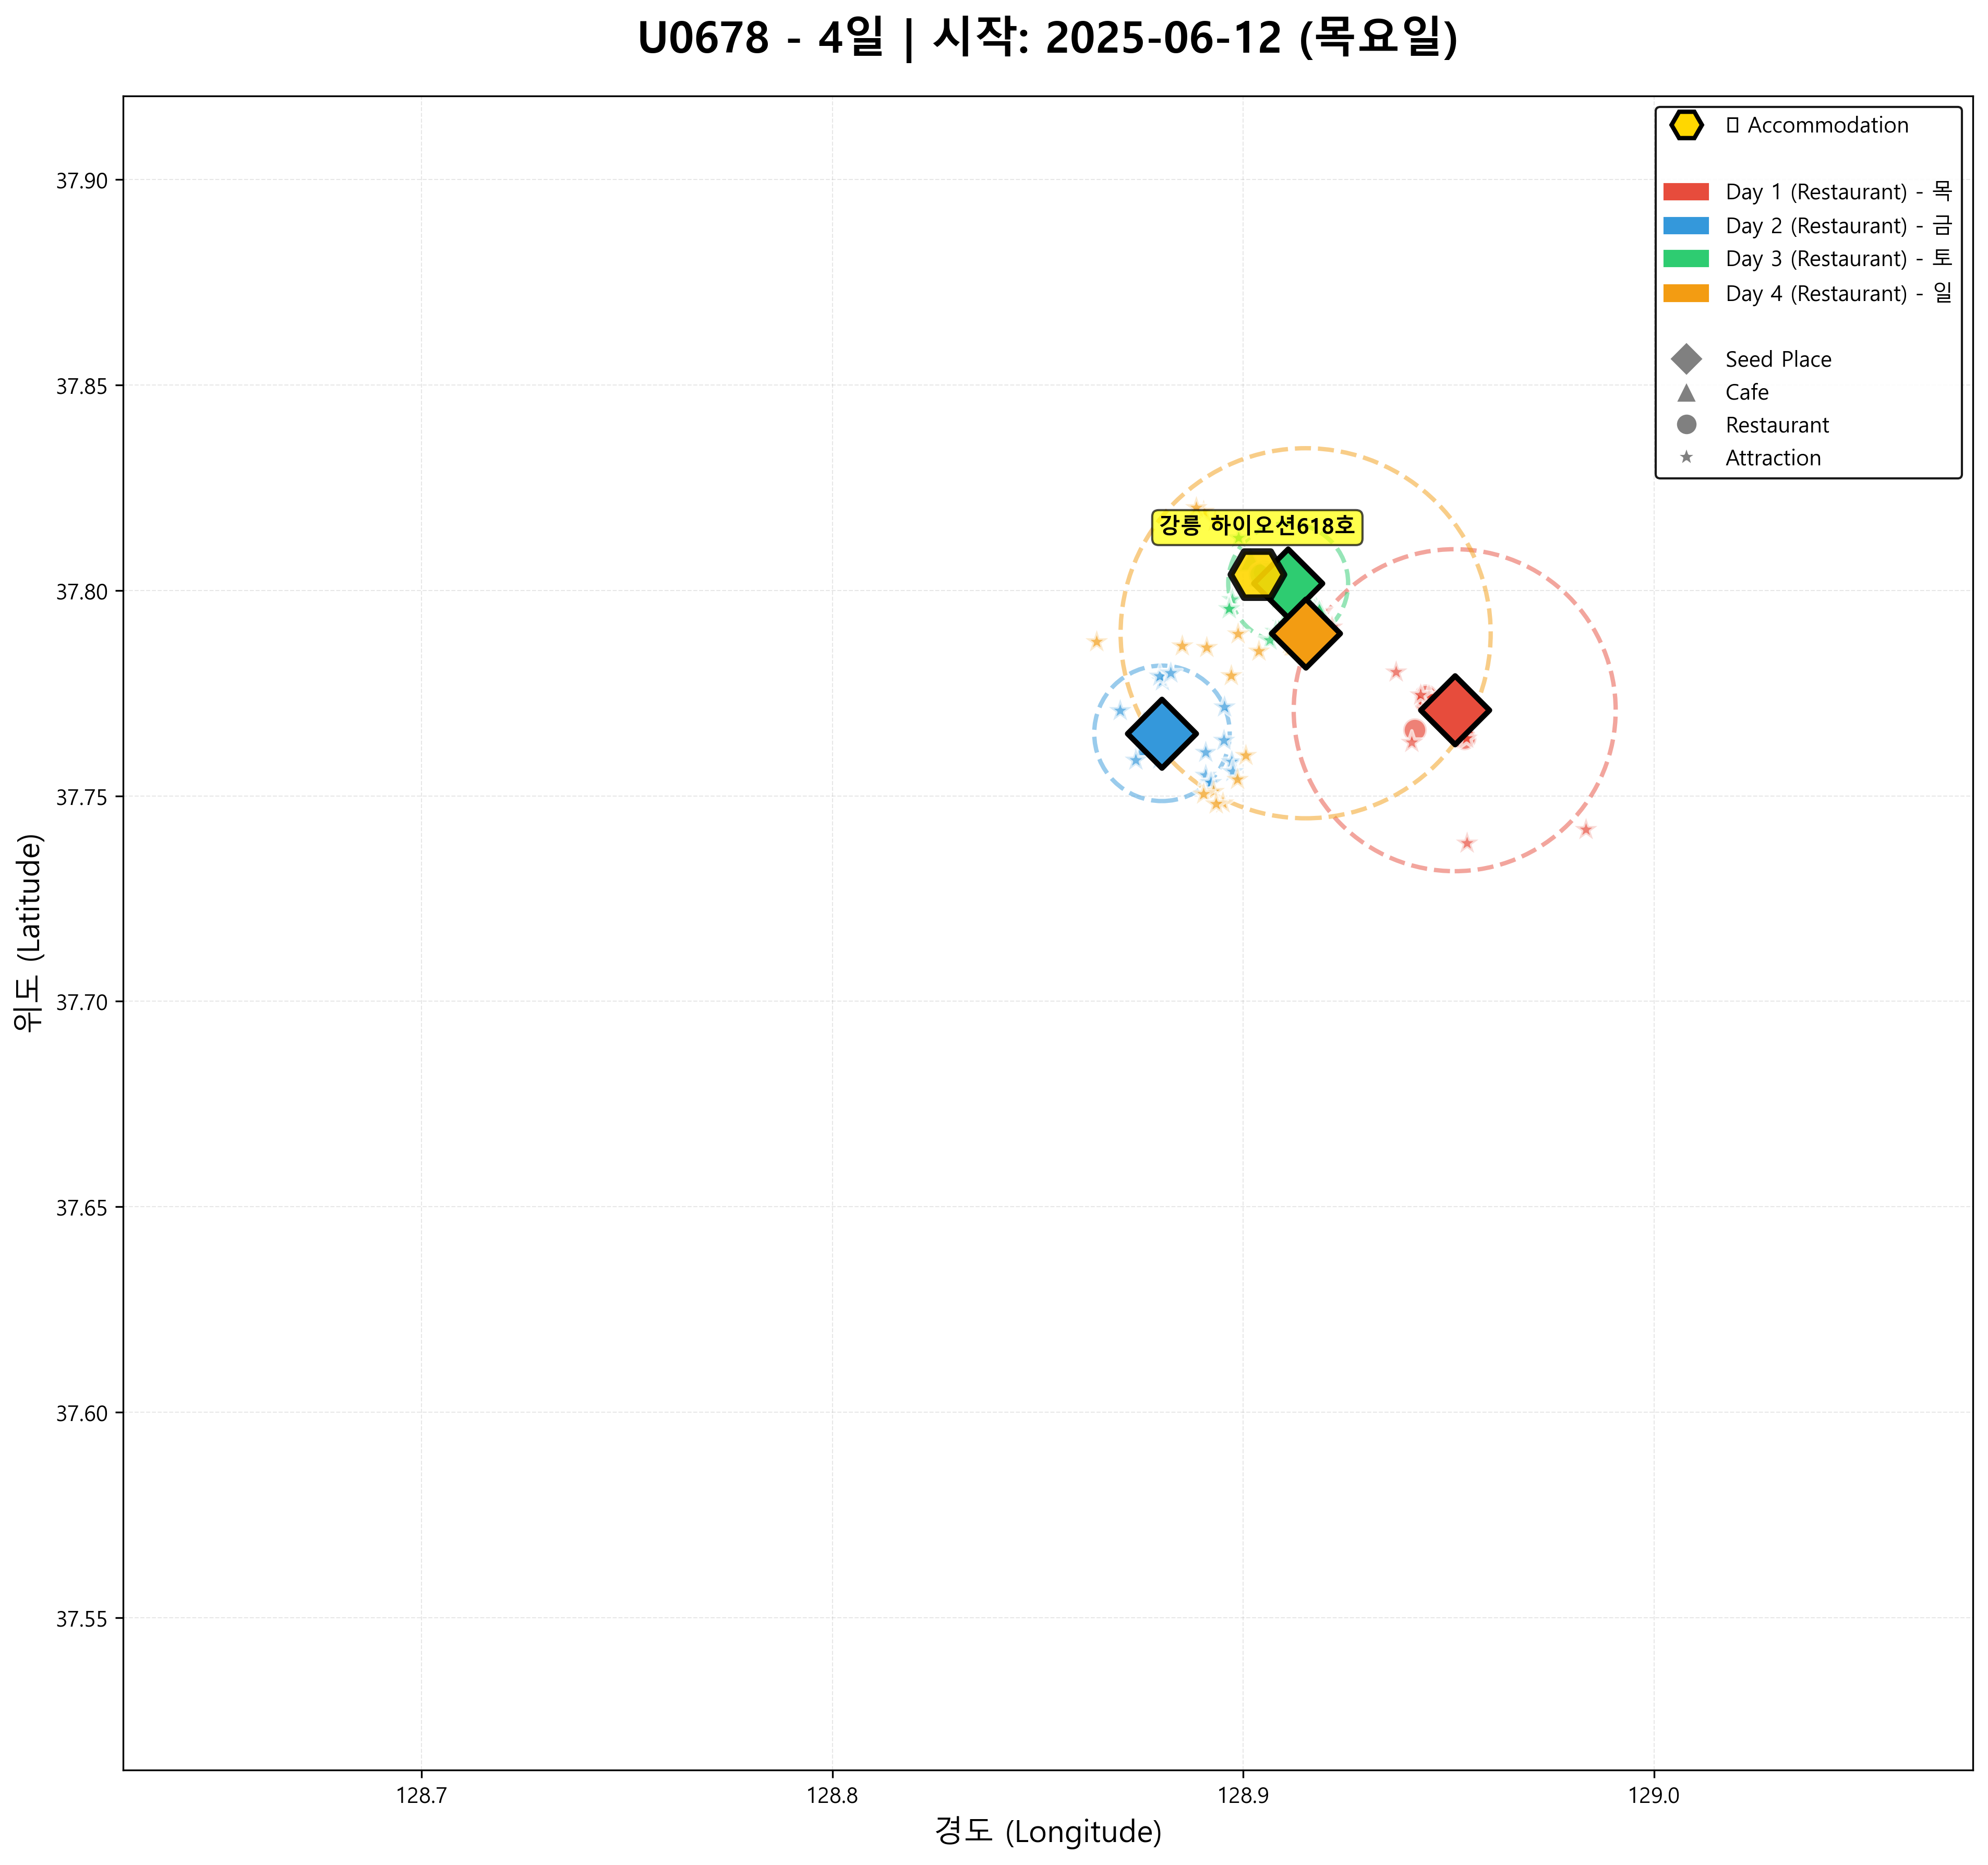 U0678 - 4일 | 시작: 2025-06-12 (목요일)
▯ Accommodation
Day 1 (Restaurant) - 목
Day 2 (Restaurant) - 금
Day 3 (Restaurant) - 토
Day 4 (Restaurant) - 일
Seed Place
Cafe
Restaurant
Attraction
강릉 하이오션618호
37.90
37.85
37.80
37.75
37.70
37.65
37.60
37.55
위도 (Latitude)
128.7 128.8 128.9 129.0
경도 (Longitude)